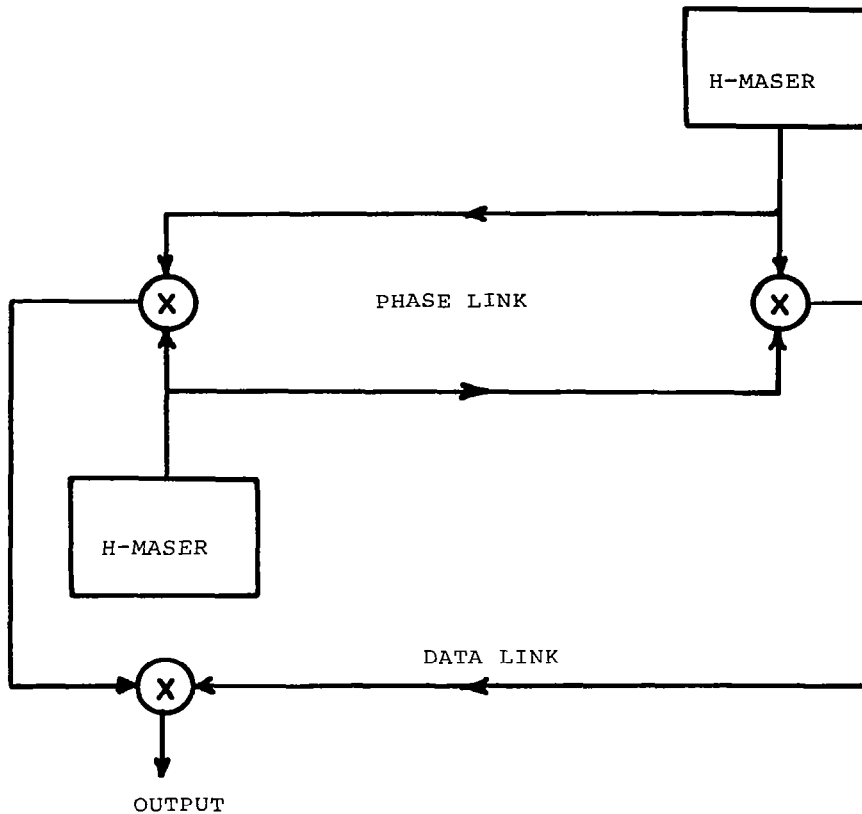 H-MASER
X
PHASE LINK
X
H-MASER
DATA LINK
X
OUTPUT